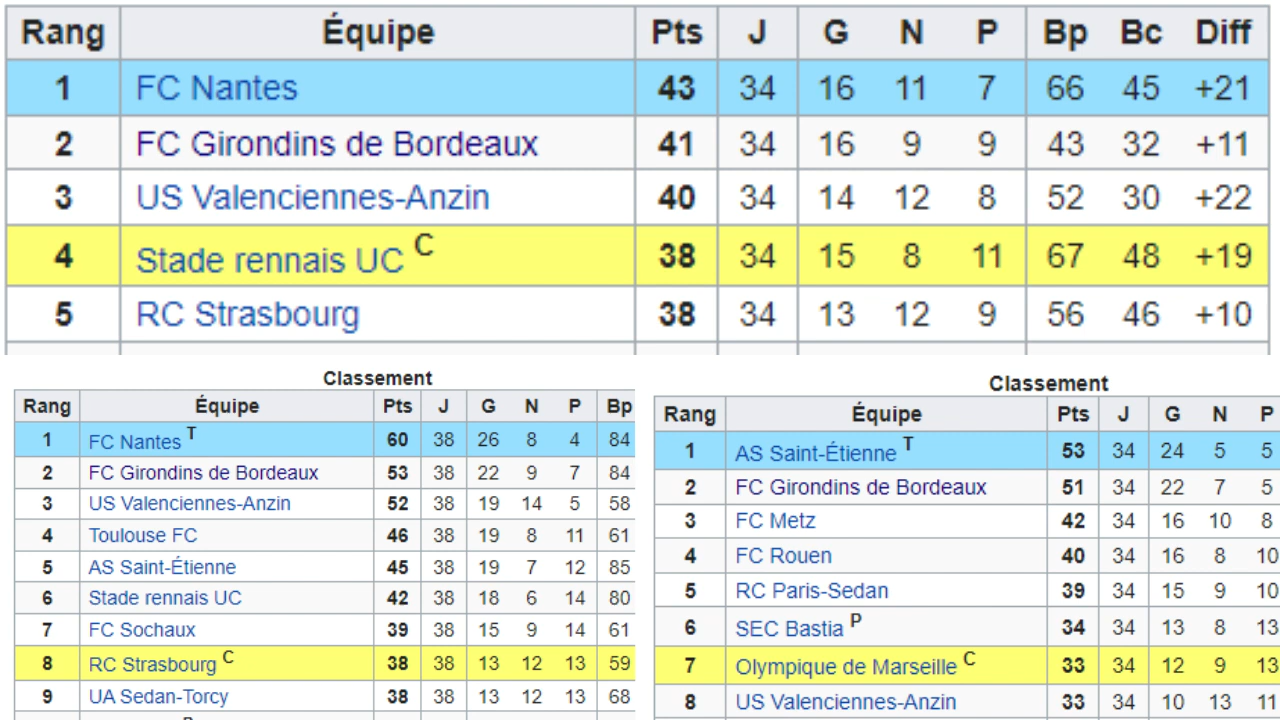 Rang Équipe Pts J G N P Bp Bc Diff
1 FC Nantes 43 34 16 11 7 66 45 +21
2 FC Girondins de Bordeaux 41 34 16 9 9 43 32 +11
3 US Valenciennes-Anzin 40 34 14 12 8 52 30 +22
4 Stade rennais UC C 38 34 15 8 11 67 48 +19
5 RC Strasbourg 38 34 13 12 9 56 46 +10
Classement
Rang Équipe Pts J G N P Bp
1 FC Nantes T 60 38 26 8 4 84
2 FC Girondins de Bordeaux 53 38 22 9 7 84
3 US Valenciennes-Anzin 52 38 19 14 5 58
4 Toulouse FC 46 38 19 8 11 61
5 AS Saint-Étienne 45 38 19 7 12 85
6 Stade rennais UC 42 38 18 6 14 80
7 FC Sochaux 39 38 15 9 14 61
8 RC Strasbourg C 38 38 13 12 13 59
9 UA Sedan-Torcy 38 38 13 12 13 68
Classement
Rang Équipe Pts J G N P
1 AS Saint-Étienne T 53 34 24 5 5
2 FC Girondins de Bordeaux 51 34 22 7 5
3 FC Metz 42 34 16 10 8
4 FC Rouen 40 34 16 8 10
5 RC Paris-Sedan 39 34 15 9 10
6 SEC Bastia P 34 34 13 8 13
7 Olympique de Marseille C 33 34 12 9 13
8 US Valenciennes-Anzin 33 34 10 13 11